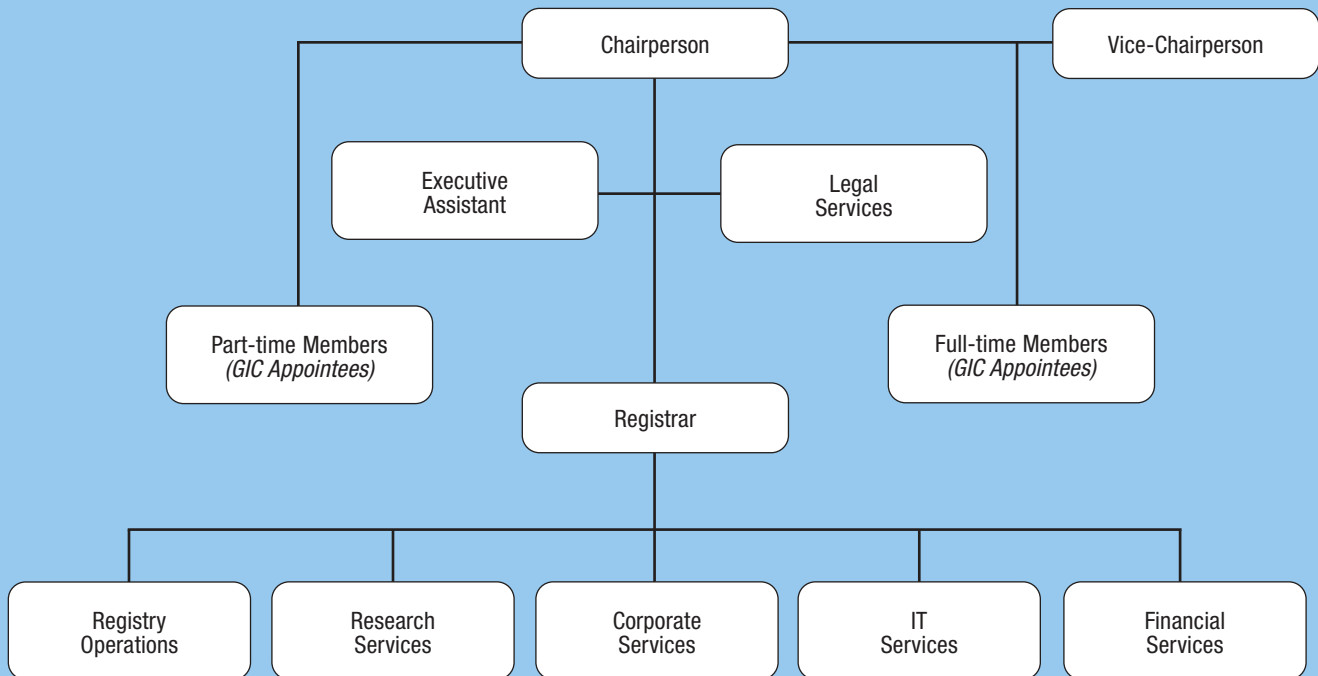 Chairperson
Vice-Chairperson
Executive
Assistant
Legal
Services
Part-time Members
(GIC Appointees)
Full-time Members
(GIC Appointees)
Registrar
Registry
Operations
Research
Services
Corporate
Services
IT
Services
Financial
Services